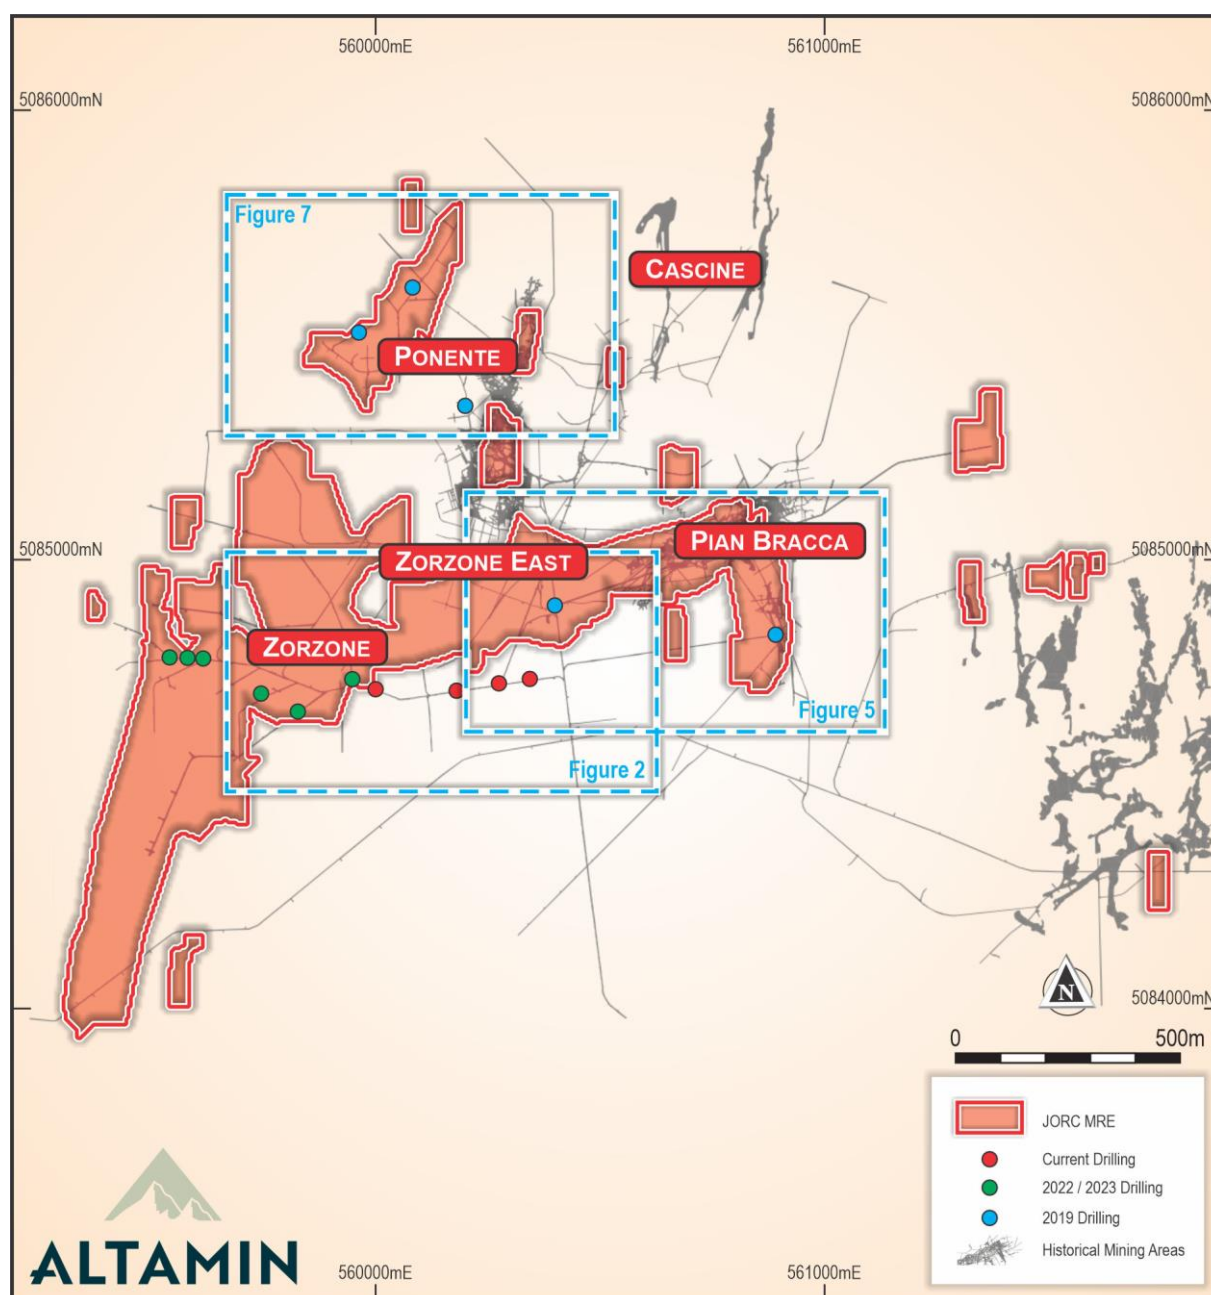 560000mE
561000mE
5086000mN
5086000mN
Figure 7
CASCINE
PONENTE
5085000mN
5085000mN
ZORZONE EAST
PIAN BRACCA
ZORZONE
Figure 5
Figure 2
N
5084000mN
0
500m
JORC MRE
Current Drilling
2022 / 2023 Drilling
2019 Drilling
Historical Mining Areas
ALTAMIN
560000mE
561000mE